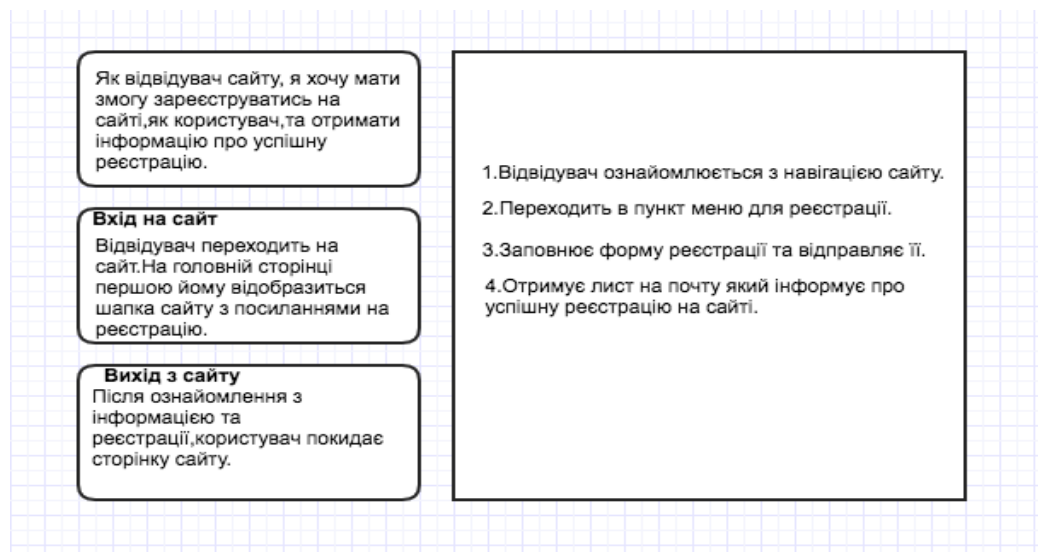 Як відвідувач сайту, я хочу мати
змогу зареєструватись на
сайті,як користувач,та отримати
інформацію про успішну
реєстрацію.
Вхід на сайт
Відвідувач переходить на
сайт.На головній сторінці
першою йому відобразиться
шапка сайту з посиланнями на
реєстрацію.
Вихід з сайту
Після ознайомлення з
інформацією та
реєстрації,користувач покидає
сторінку сайту.
1.Відвідувач ознайомлюється з навігацією сайту.
2.Переходить в пункт меню для реєстрації.
3.Заповнює форму реєстрації та відправляє її.
4.Отримує лист на почту який інформує про
успішну реєстрацію на сайті.